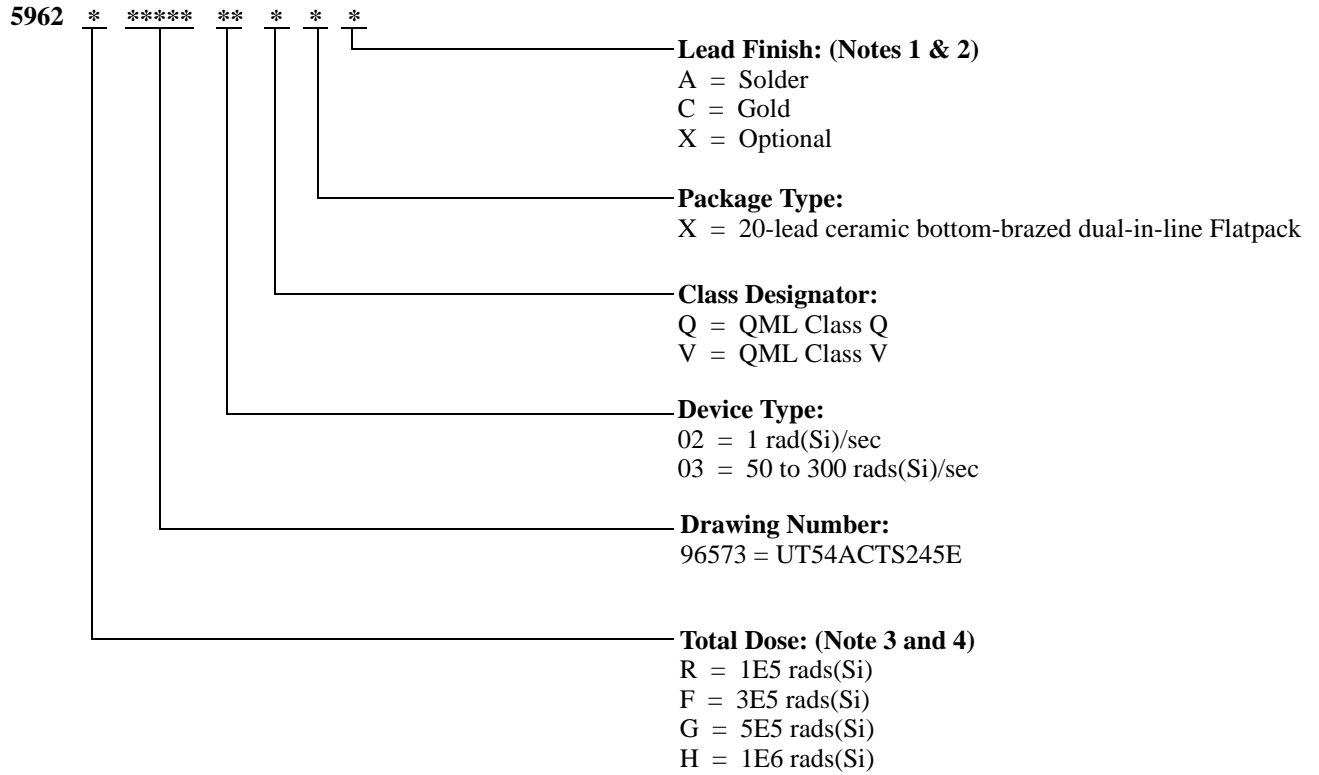 5962 * ***** ** * * *
Lead Finish: (Notes 1 & 2)
A = Solder
C = Gold
X = Optional
Package Type:
X = 20-lead ceramic bottom-brazed dual-in-line Flatpack
Class Designator:
Q = QML Class Q
V = QML Class V
Device Type:
02 = 1 rad(Si)/sec
03 = 50 to 300 rads(Si)/sec
Drawing Number:
96573 = UT54ACTS245E
Total Dose: (Note 3 and 4)
R = 1E5 rads(Si)
F = 3E5 rads(Si)
G = 5E5 rads(Si)
H = 1E6 rads(Si)